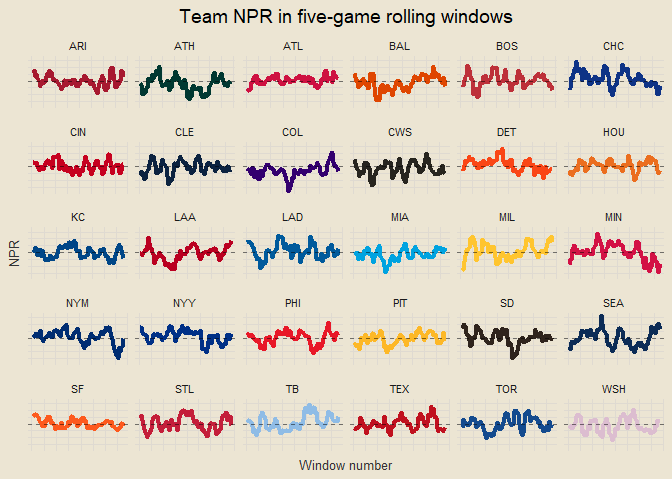 Team NPR in five-game rolling windows
ARI ATH ATL BAL BOS CHC
CIN CLE COL CWS DET HOU
KC LAA LAD MIA MIL MIN
NPR
NYM NYY PHI PIT SD SEA
SF STL TB TEX TOR WSH
Window number